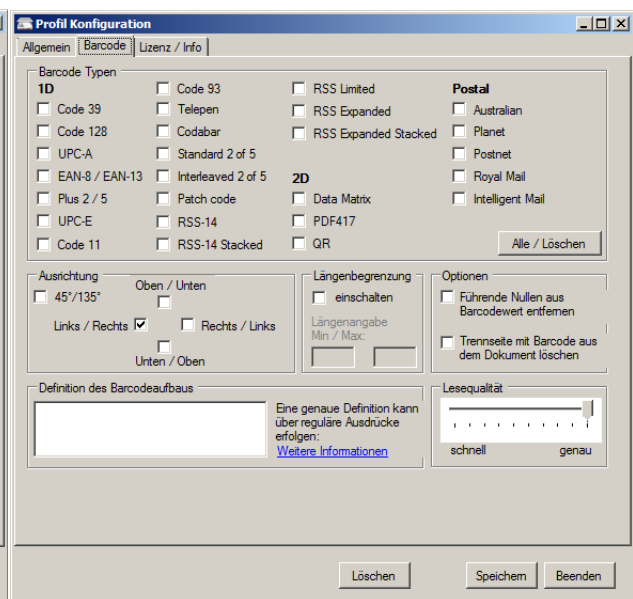 Profil Konfiguration
Allgemein Barcode Lizenz / Info
Barcode Typen
1D
Code 39
Code 128
UPC-A
EAN-8 / EAN-13
Plus 2 / 5
UPC-E
Code 11
Code 93
Telepen
Codabar
Standard 2 of 5
Interleaved 2 of 5
Patch code
RSS-14
RSS-14 Stacked
RSS Limited
RSS Expanded
RSS Expanded Stacked
2D
Data Matrix
PDF417
QR
Postal
Australian
Planet
Postnet
Royal Mail
Intelligent Mail
Alle / Löschen
Ausrichtung
45°/135°
Oben / Unten
Links / Rechts
Rechts / Links
Unten / Oben
Längenbegrenzung
einschalten
Längenangabe
Min / Max:
Optionen
Führende Nullen aus
Barcodewert entfernen
Trennseite mit Barcode aus
dem Dokument löschen
Definition des Barcodeaufbaus
Eine genaue Definition kann
über reguläre Ausdrücke
erfolgen:
Weitere Informationen
Lesequalität
schnell genau
Löschen Speichern Beenden